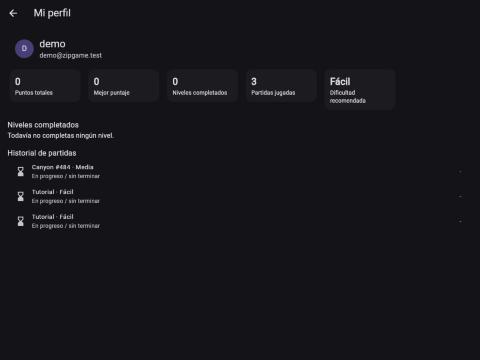 Mi perfil
D
demo
demo@zipgame.test
0
Puntos totales
0
Mejor puntaje
0
Niveles completados
3
Partidas jugadas
Fácil
Dificultad
recomendada
Niveles completados
Todavía no completas ningún nivel.
Historial de partidas
Canyon #484 · Media
En progreso / sin terminar
-
Tutorial · Fácil
En progreso / sin terminar
-
Tutorial · Fácil
En progreso / sin terminar
-